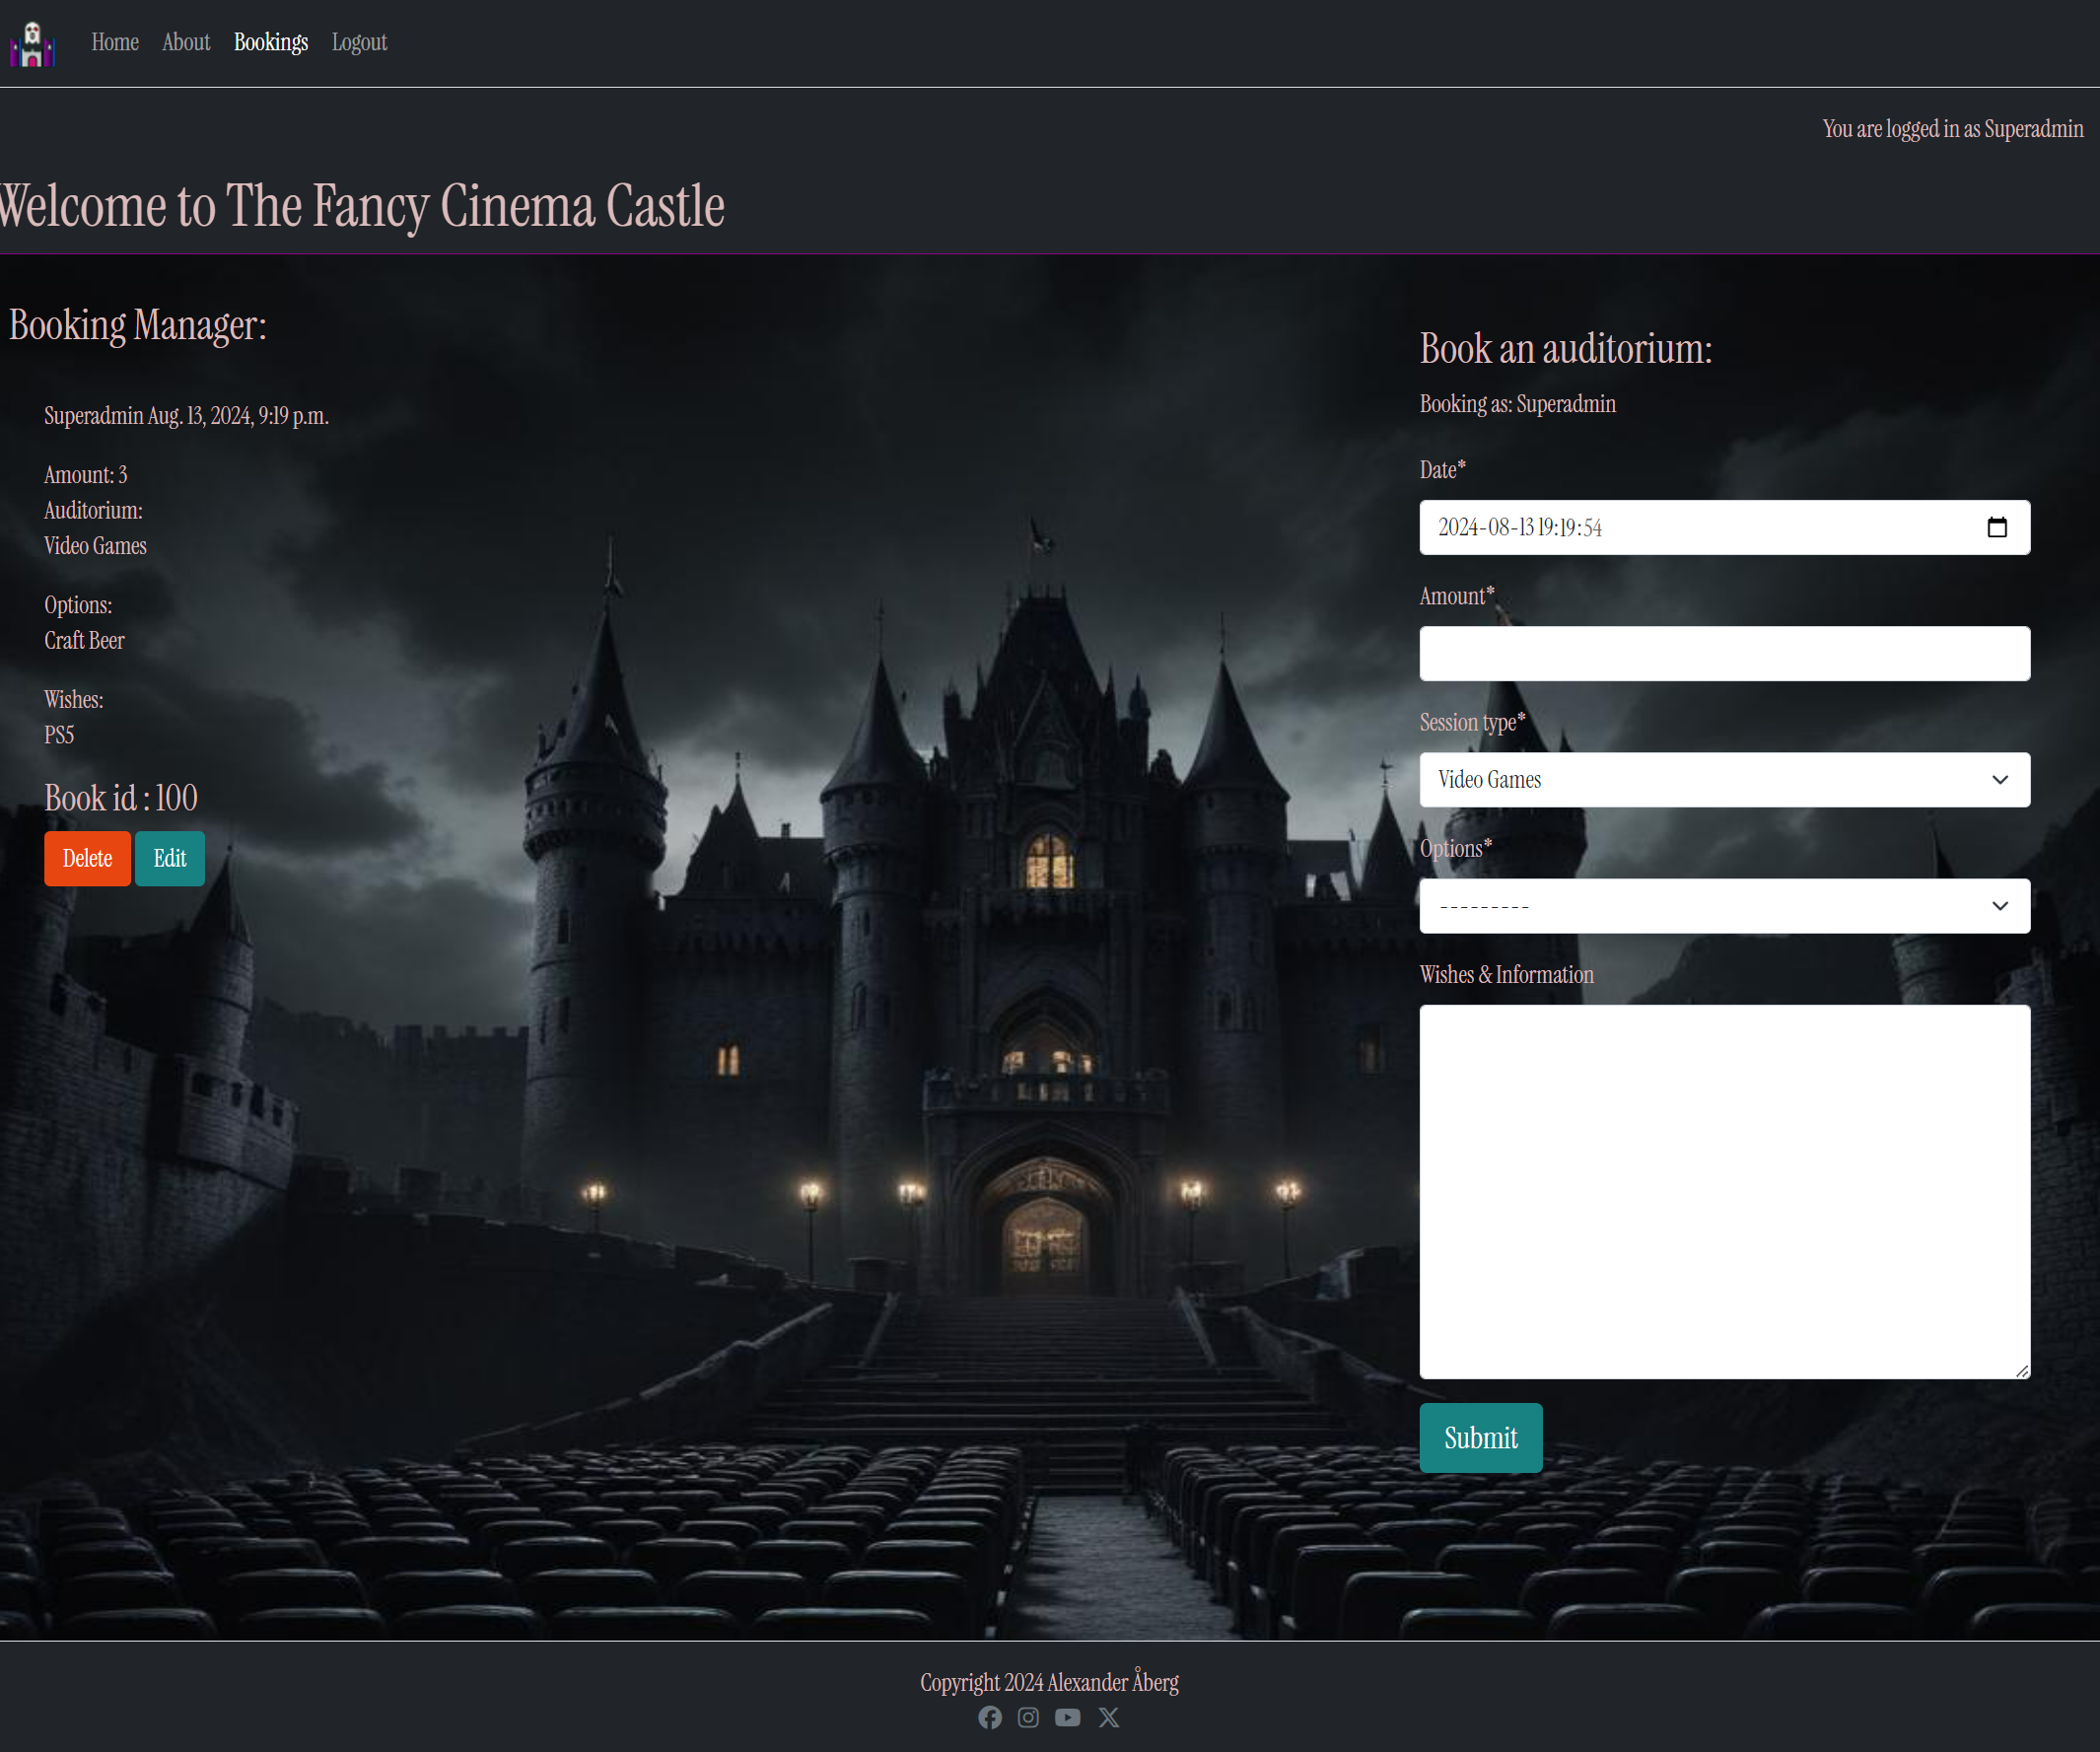 Home About Bookings Logout
You are logged in as Superadmin
Welcome to The Fancy Cinema Castle
Booking Manager:
Superadmin Aug. 13, 2024, 9:19 p.m.
Amount: 3
Auditorium:
Video Games
Options:
Craft Beer
Wishes:
PS5
Book id : 100
Delete Edit
Book an auditorium:
Booking as: Superadmin
Date*
2024-08-13 19:19:54
Amount*
Session type*
Video Games
Options*
---------
Wishes & Information
Submit
Copyright 2024 Alexander Åberg